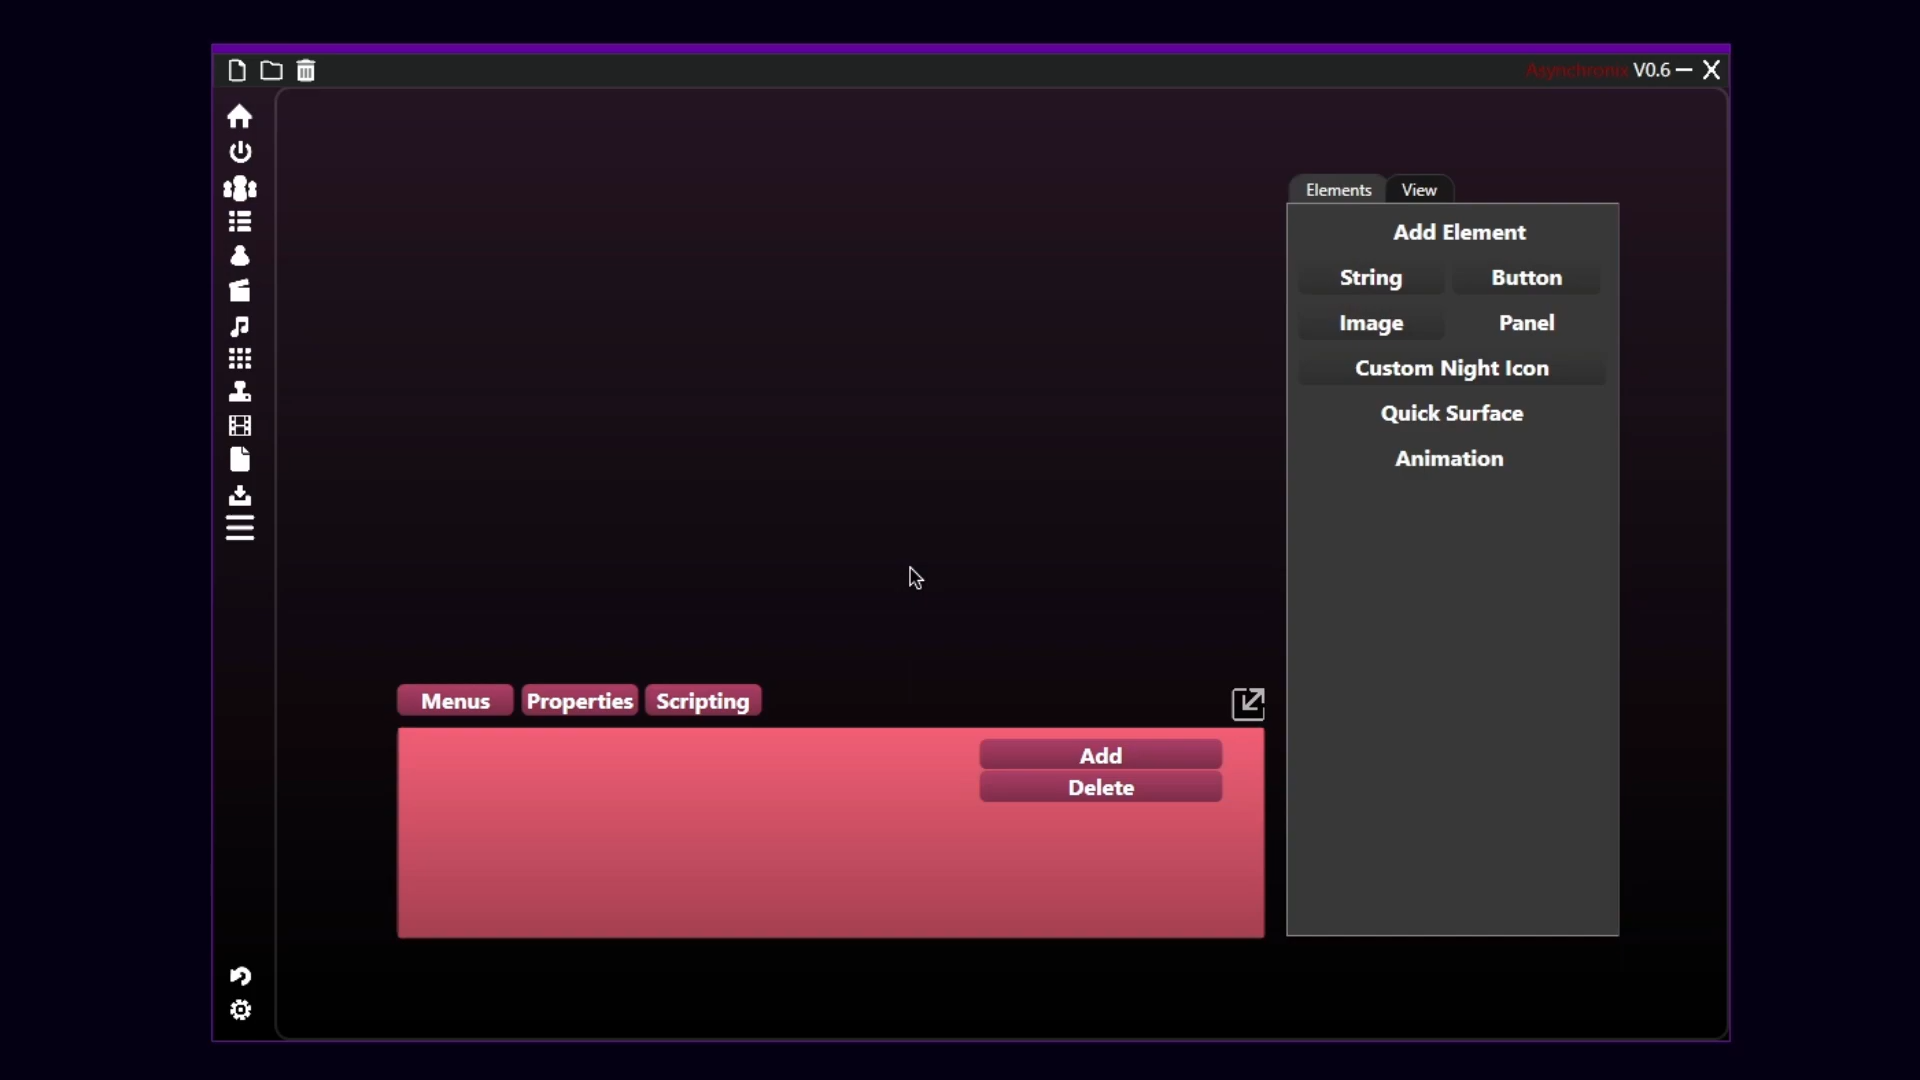 Asynchronix V0.6
Elements View
Add Element
String Button
Image Panel
Custom Night Icon
Quick Surface
Animation
Menus Properties Scripting
Add
Delete